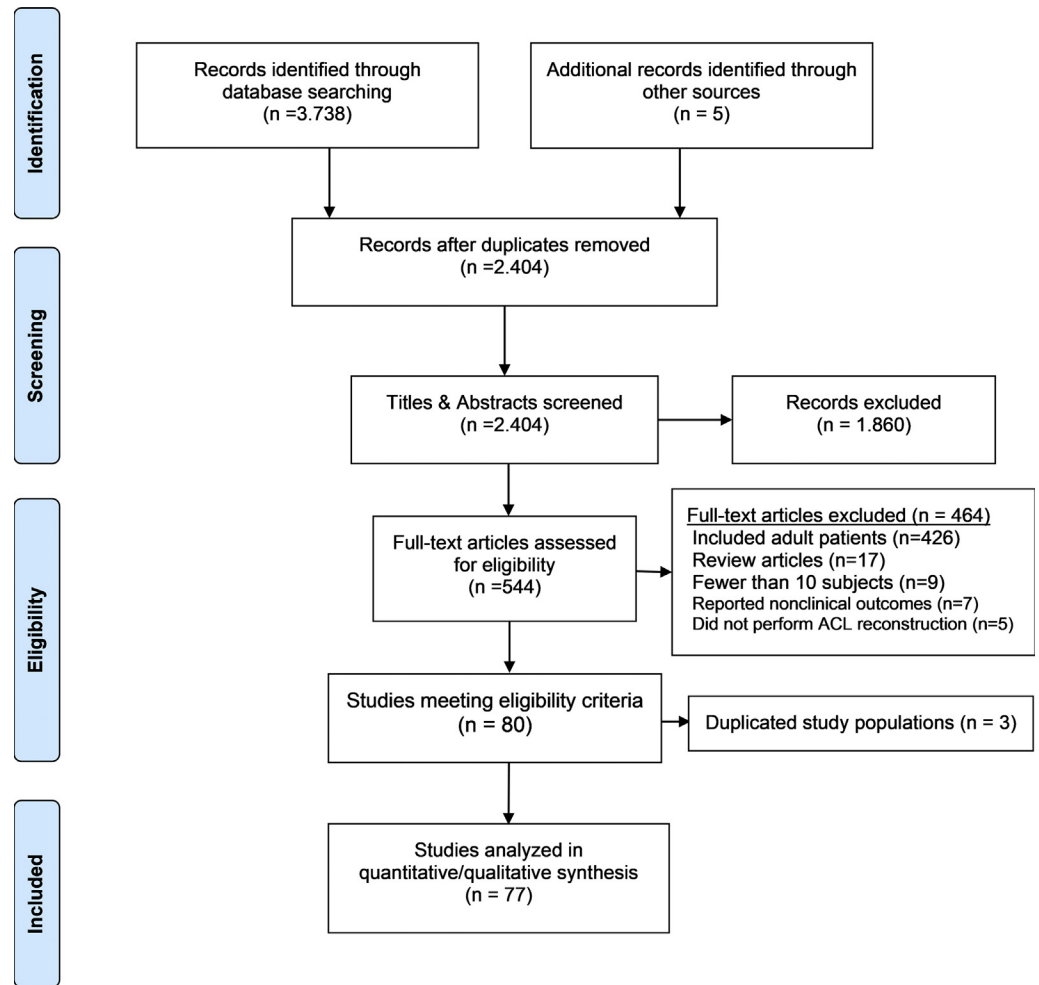 Identification
Records identified through
database searching
(n =3.738)
Additional records identified through
other sources
(n = 5)
Records after duplicates removed
(n =2.404)
Screening
Titles & Abstracts screened
(n =2.404)
Records excluded
(n = 1.860)
Eligibility
Full-text articles assessed
for eligibility
(n =544)
Full-text articles excluded (n = 464)
Included adult patients (n=426)
Review articles (n=17)
Fewer than 10 subjects (n=9)
Reported nonclinical outcomes (n=7)
Did not perform ACL reconstruction (n=5)
Studies meeting eligibility criteria
(n = 80)
Duplicated study populations (n = 3)
Included
Studies analyzed in
quantitative/qualitative synthesis
(n = 77)